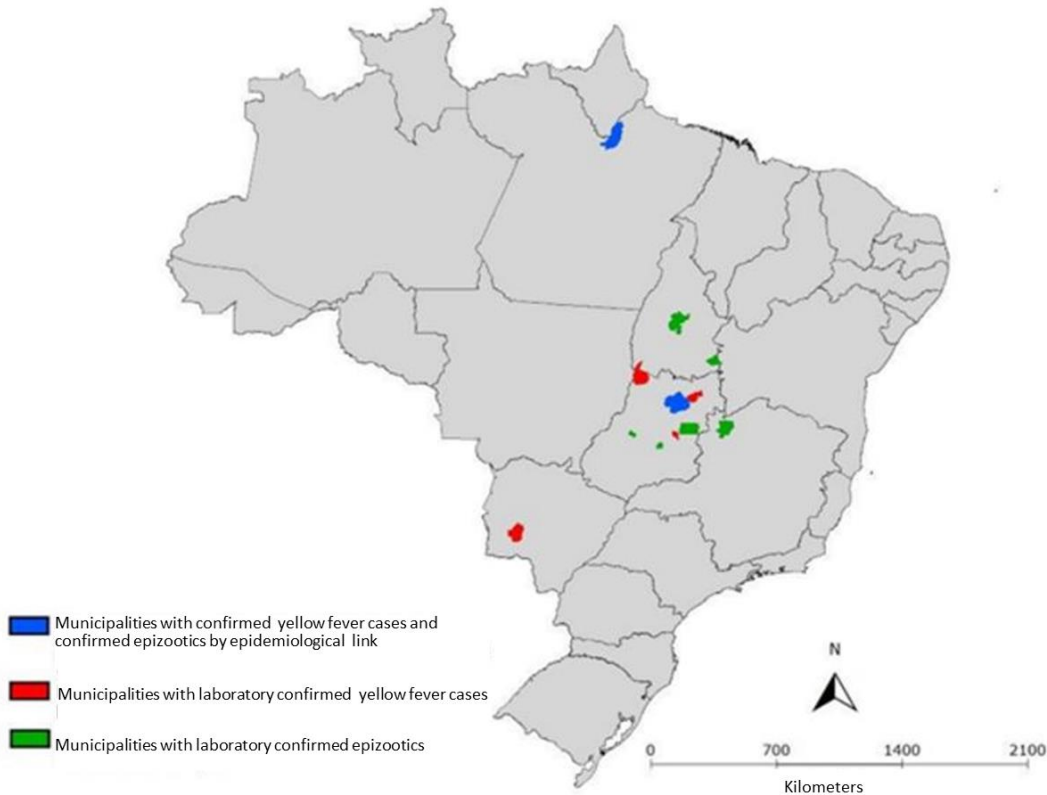 Municipalities with confirmed yellow fever cases and
confirmed epizootics by epidemiological link
Municipalities with laboratory confirmed yellow fever cases
Municipalities with laboratory confirmed epizootics
N
0 700 1400 2100
Kilometers